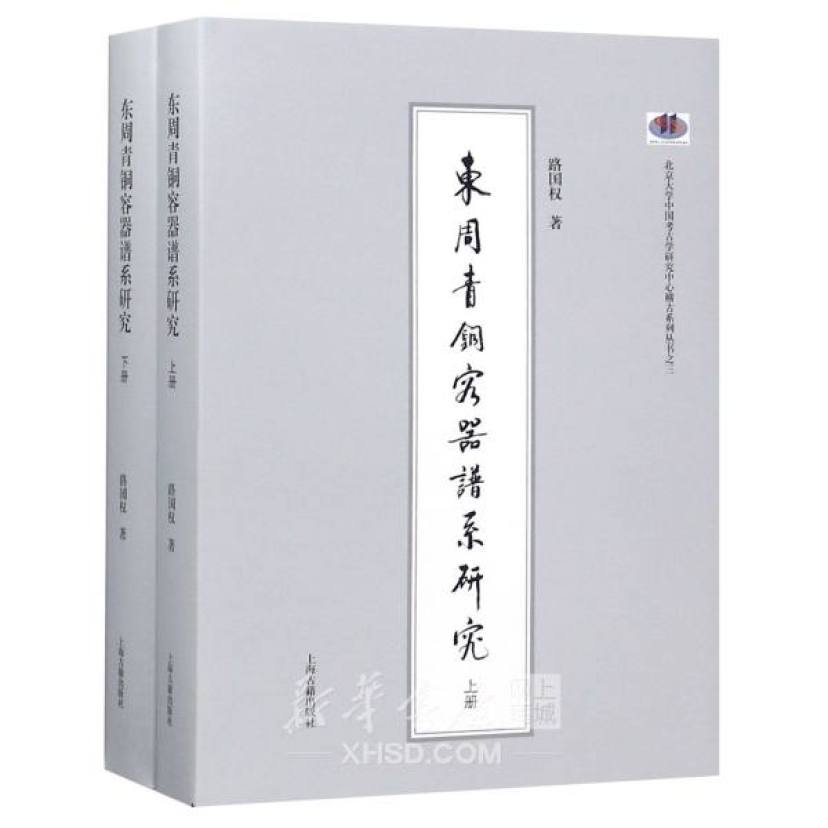 东周青铜容器谱系研究
下册
路国权 著
上海古籍出版社
东周青铜容器谱系研究
上册
路国权 著
上海古籍出版社
北京大学中国考古学研究中心稽古系列丛书之三
路国权 著
東周青銅容器譜系研究
上册
上海古籍出版社
新华书店
网上商城
XHSD.COM